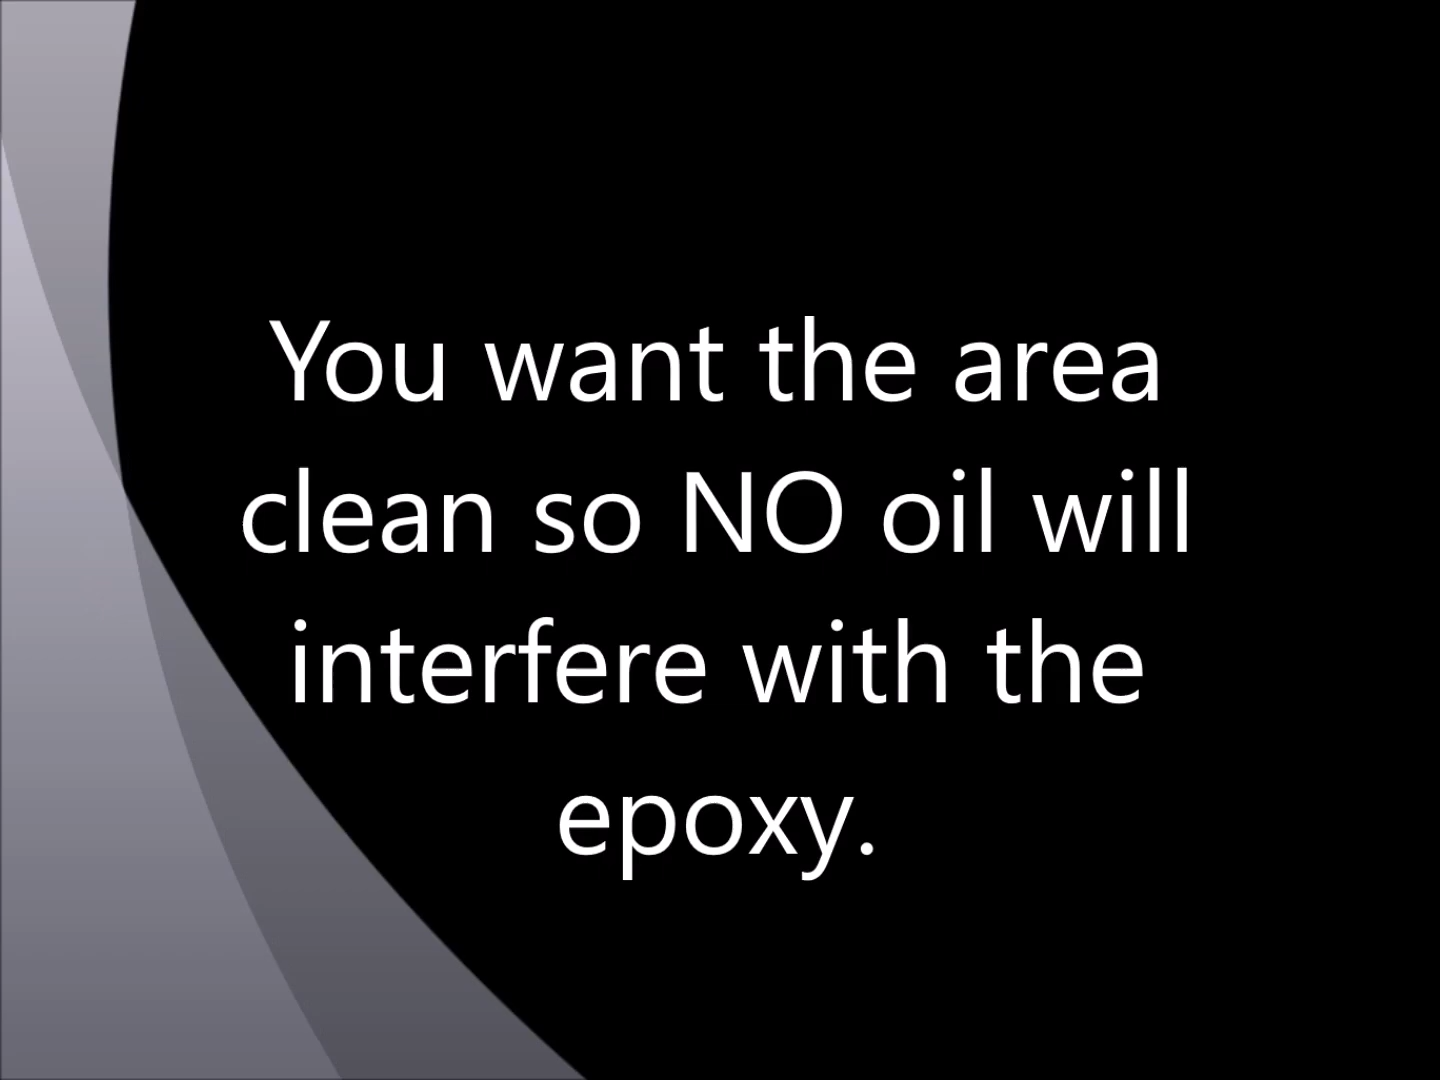 You want the area
clean so NO oil will
interfere with the
epoxy.